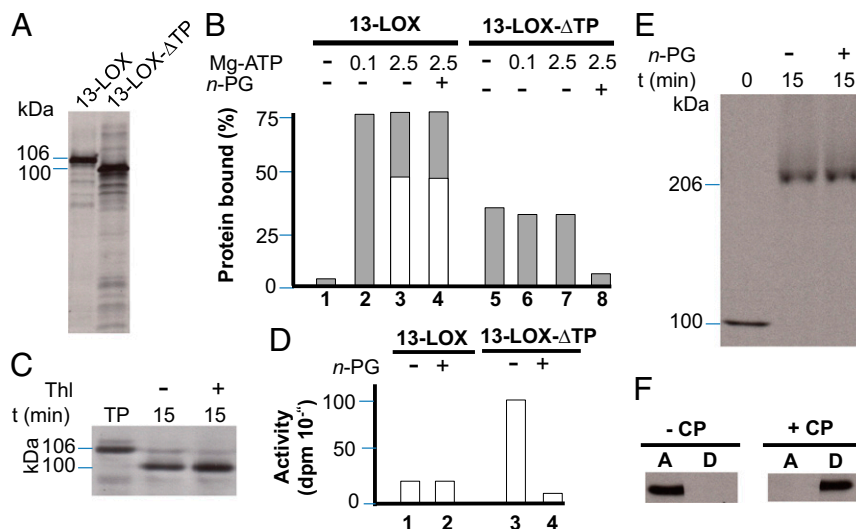 A
13-LOX
13-LOX-ΔTP
kDa
106
100
B
13-LOX 13-LOX-ΔTP
Mg-ATP - 0.1 2.5 2.5 - 0.1 2.5 2.5
n-PG - - - + - - - +
Protein bound (%)
75
50
25
0
1 2 3 4 5 6 7 8
C
Thl - +
t (min) TP 15 15
kDa
106
100
D
13-LOX 13-LOX-ΔTP
n-PG - + - +
Activity
(dpm 10-
100
50
0
1 2 3 4
E
n-PG - +
t (min) 0 15 15
kDa
206
100
F
- CP + CP
A D A D